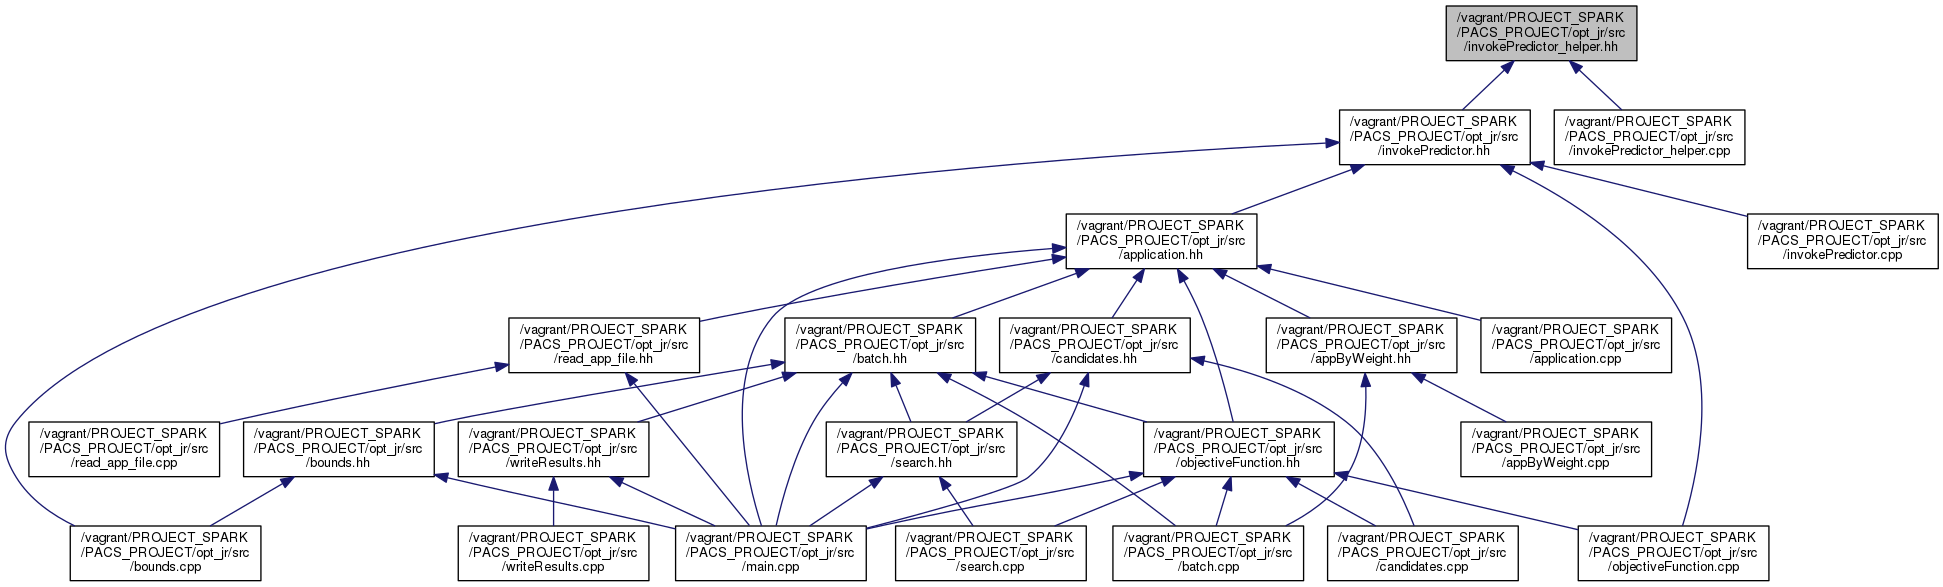 /vagrant/PROJECT_SPARK
/PACS_PROJECT/opt_jr/src
/invokePredictor_helper.hh
/vagrant/PROJECT_SPARK
/PACS_PROJECT/opt_jr/src
/invokePredictor.hh
/vagrant/PROJECT_SPARK
/PACS_PROJECT/opt_jr/src
/invokePredictor_helper.cpp
/vagrant/PROJECT_SPARK
/PACS_PROJECT/opt_jr/src
/application.hh
/vagrant/PROJECT_SPARK
/PACS_PROJECT/opt_jr/src
/invokePredictor.cpp
/vagrant/PROJECT_SPARK
/PACS_PROJECT/opt_jr/src
/read_app_file.hh
/vagrant/PROJECT_SPARK
/PACS_PROJECT/opt_jr/src
/batch.hh
/vagrant/PROJECT_SPARK
/PACS_PROJECT/opt_jr/src
/candidates.hh
/vagrant/PROJECT_SPARK
/PACS_PROJECT/opt_jr/src
/appByWeight.hh
/vagrant/PROJECT_SPARK
/PACS_PROJECT/opt_jr/src
/application.cpp
/vagrant/PROJECT_SPARK
/PACS_PROJECT/opt_jr/src
/read_app_file.cpp
/vagrant/PROJECT_SPARK
/PACS_PROJECT/opt_jr/src
/bounds.hh
/vagrant/PROJECT_SPARK
/PACS_PROJECT/opt_jr/src
/writeResults.hh
/vagrant/PROJECT_SPARK
/PACS_PROJECT/opt_jr/src
/search.hh
/vagrant/PROJECT_SPARK
/PACS_PROJECT/opt_jr/src
/objectiveFunction.hh
/vagrant/PROJECT_SPARK
/PACS_PROJECT/opt_jr/src
/appByWeight.cpp
/vagrant/PROJECT_SPARK
/PACS_PROJECT/opt_jr/src
/bounds.cpp
/vagrant/PROJECT_SPARK
/PACS_PROJECT/opt_jr/src
/writeResults.cpp
/vagrant/PROJECT_SPARK
/PACS_PROJECT/opt_jr/src
/main.cpp
/vagrant/PROJECT_SPARK
/PACS_PROJECT/opt_jr/src
/search.cpp
/vagrant/PROJECT_SPARK
/PACS_PROJECT/opt_jr/src
/batch.cpp
/vagrant/PROJECT_SPARK
/PACS_PROJECT/opt_jr/src
/candidates.cpp
/vagrant/PROJECT_SPARK
/PACS_PROJECT/opt_jr/src
/objectiveFunction.cpp